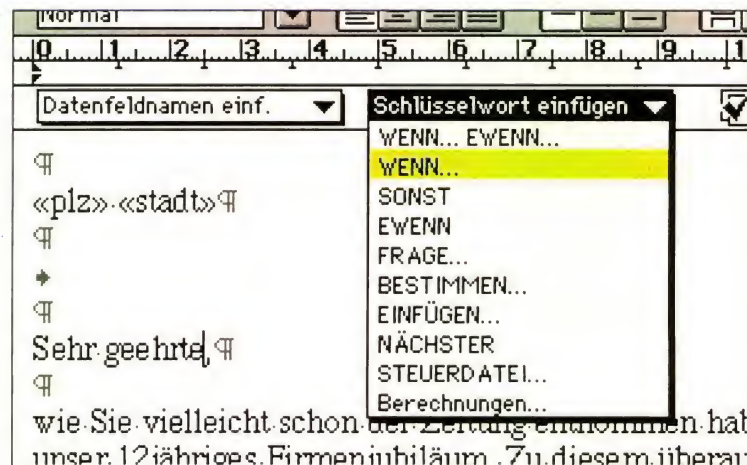 Normal
0 1 2 3 4 5 6 7 8 9 1
Datenfeldnamen einf. Schlüsselwort einfügen
WENN... EWENN...
WENN...
SONST
EWENN
FRAGE...
BESTIMMEN...
EINFÜGEN...
NÄCHSTER
STEUERDATEI...
Berechnungen...
¶
«plz»·«stadt»¶
¶
¶
Sehr·geehrte,¶
¶
wie·Sie·vielleicht·schon·der·Zeitung·entnommen·hab
unser·12jähriges·Firmenjubiläum.·Zu·diesem·überau